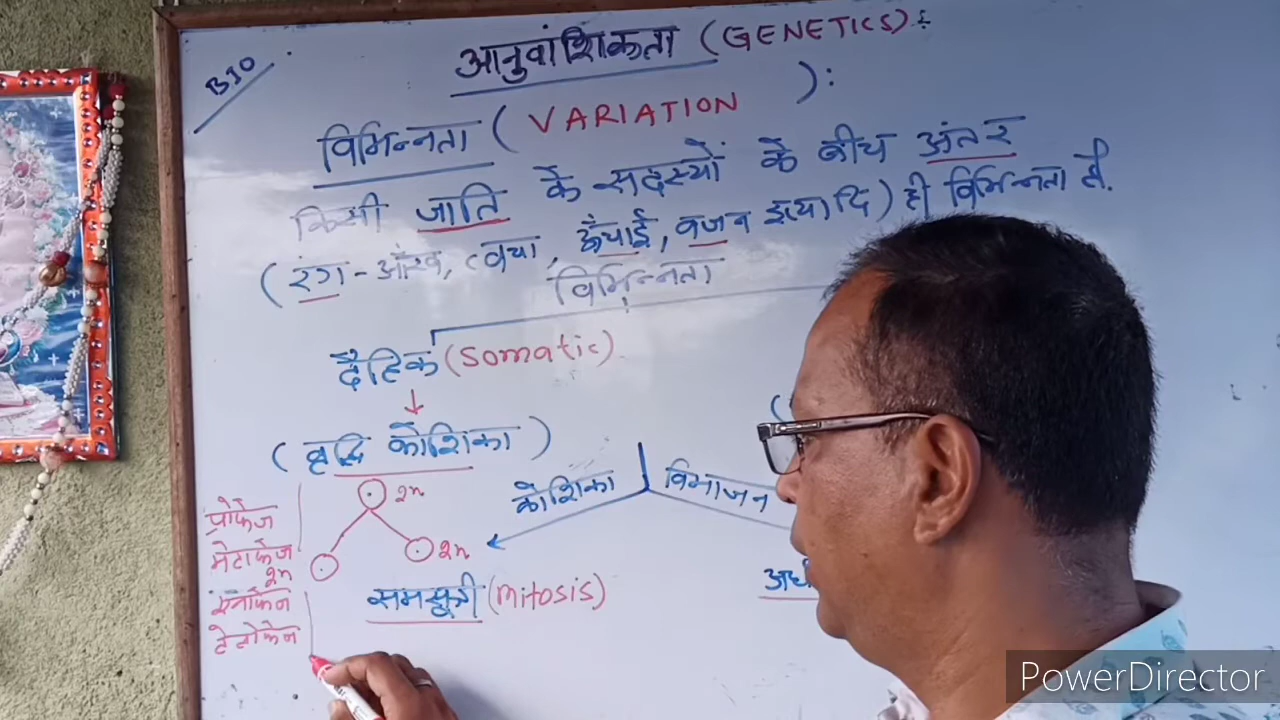 BIO
आनुवांशिकता (GENETICS):
विभिन्नता (VARIATION ):
किसी जाति के सदस्यों के बीच अंतर
(रंग-आँख, त्वचा, ऊँचाई, वजन इत्यादि) ही विभिन्नता है.
विभिन्नता
दैहिक (Somatic)
(वृद्धि कोशिका)
2n
कोशिका विभाजन
प्रोफेज
मेटाफेज
2n
2n
एनाफेज
टेलोफेज
समसूत्री (Mitosis)
PowerDirector